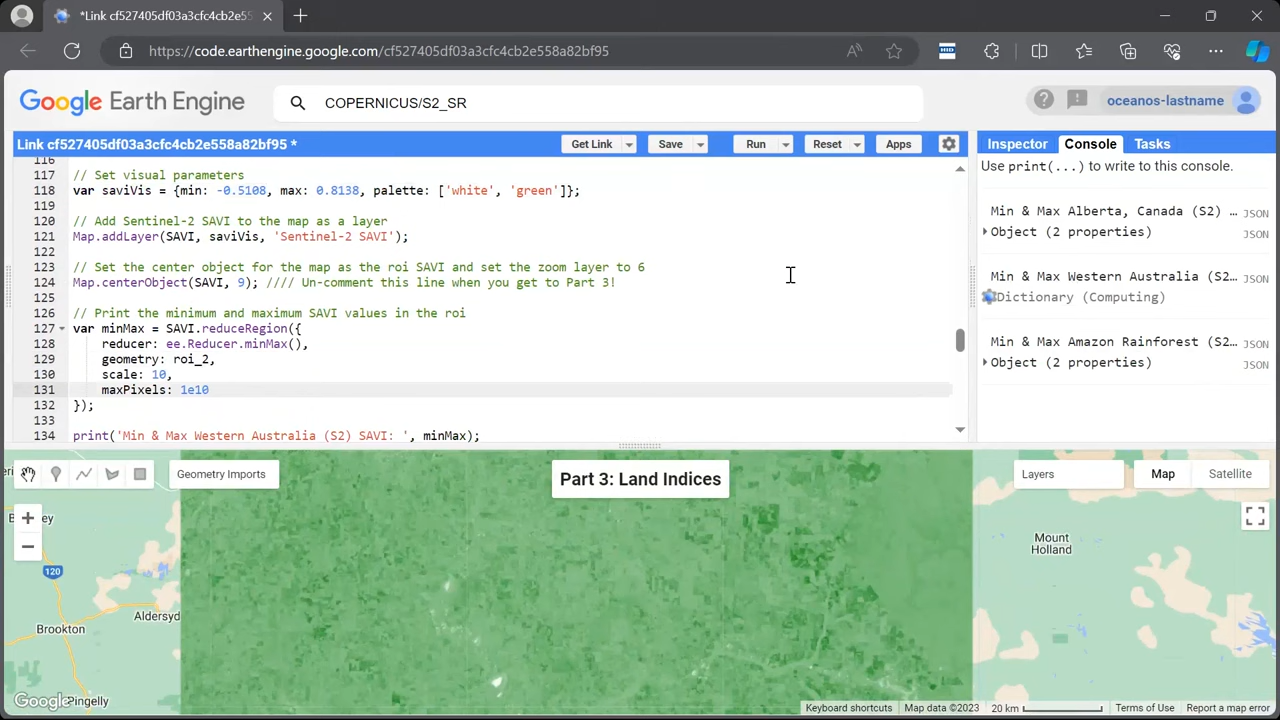 *Link cf527405df03a3cfc4cb2e558a82bf95
https://code.earthengine.google.com/cf527405df03a3cfc4cb2e558a82bf95
HID
Google Earth Engine
COPERNICUS/S2_SR
oceanos-lastname
Link cf527405df03a3cfc4cb2e558a82bf95 *
Get Link
Save
Run
Reset
Apps
116
117 // Set visual parameters
118 var saviVis = {min: -0.5108, max: 0.8138, palette: ['white', 'green']};
119
120 // Add Sentinel-2 SAVI to the map as a layer
121 Map.addLayer(SAVI, saviVis, 'Sentinel-2 SAVI');
122
123 // Set the center object for the map as the roi SAVI and set the zoom layer to 6
124 Map.centerObject(SAVI, 9); //// Un-comment this line when you get to Part 3!
125
126 // Print the minimum and maximum SAVI values in the roi
127 var minMax = SAVI.reduceRegion({
128 reducer: ee.Reducer.minMax(),
129 geometry: roi_2,
130 scale: 10,
131 maxPixels: 1e10
132 });
133
134 print('Min & Max Western Australia (S2) SAVI: ', minMax);
Inspector
Console
Tasks
Use print(...) to write to this console.
Min & Max Alberta, Canada (S2) … JSON
Object (2 properties) JSON
Min & Max Western Australia (S2… JSON
Dictionary (Computing)
Min & Max Amazon Rainforest (S2… JSON
Object (2 properties) JSON
Geometry Imports
Part 3: Land Indices
Layers
Map
Satellite
120
Aldersyd
Brookton
Pingelly
Mount
Holland
Google
Keyboard shortcuts
Map data ©2023
20 km
Terms of Use
Report a map error